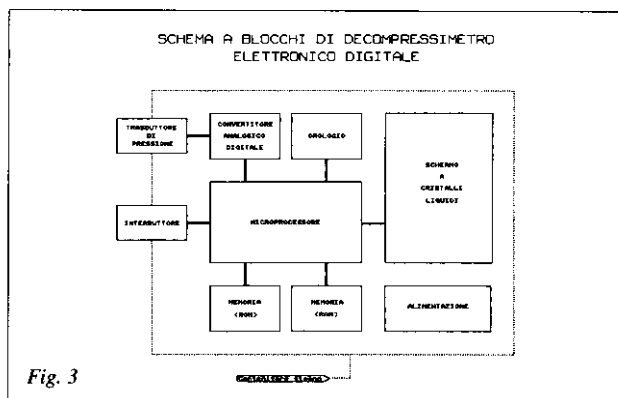 SCHEMA A BLOCCHI DI DECOMPRESSIMETRO
ELETTRONICO DIGITALE
TRASDUTTORE
DI
PRESSIONE
CONVERTITORE
ANALOGICO
DIGITALE
OROLOGIO
SCHERMO
A
CRISTALLI
LIQUIDI
INTERRUTTORE
MICROPROCESSORE
MEMORIA
(ROM)
MEMORIA
(RAM)
ALIMENTAZIONE
Fig. 3